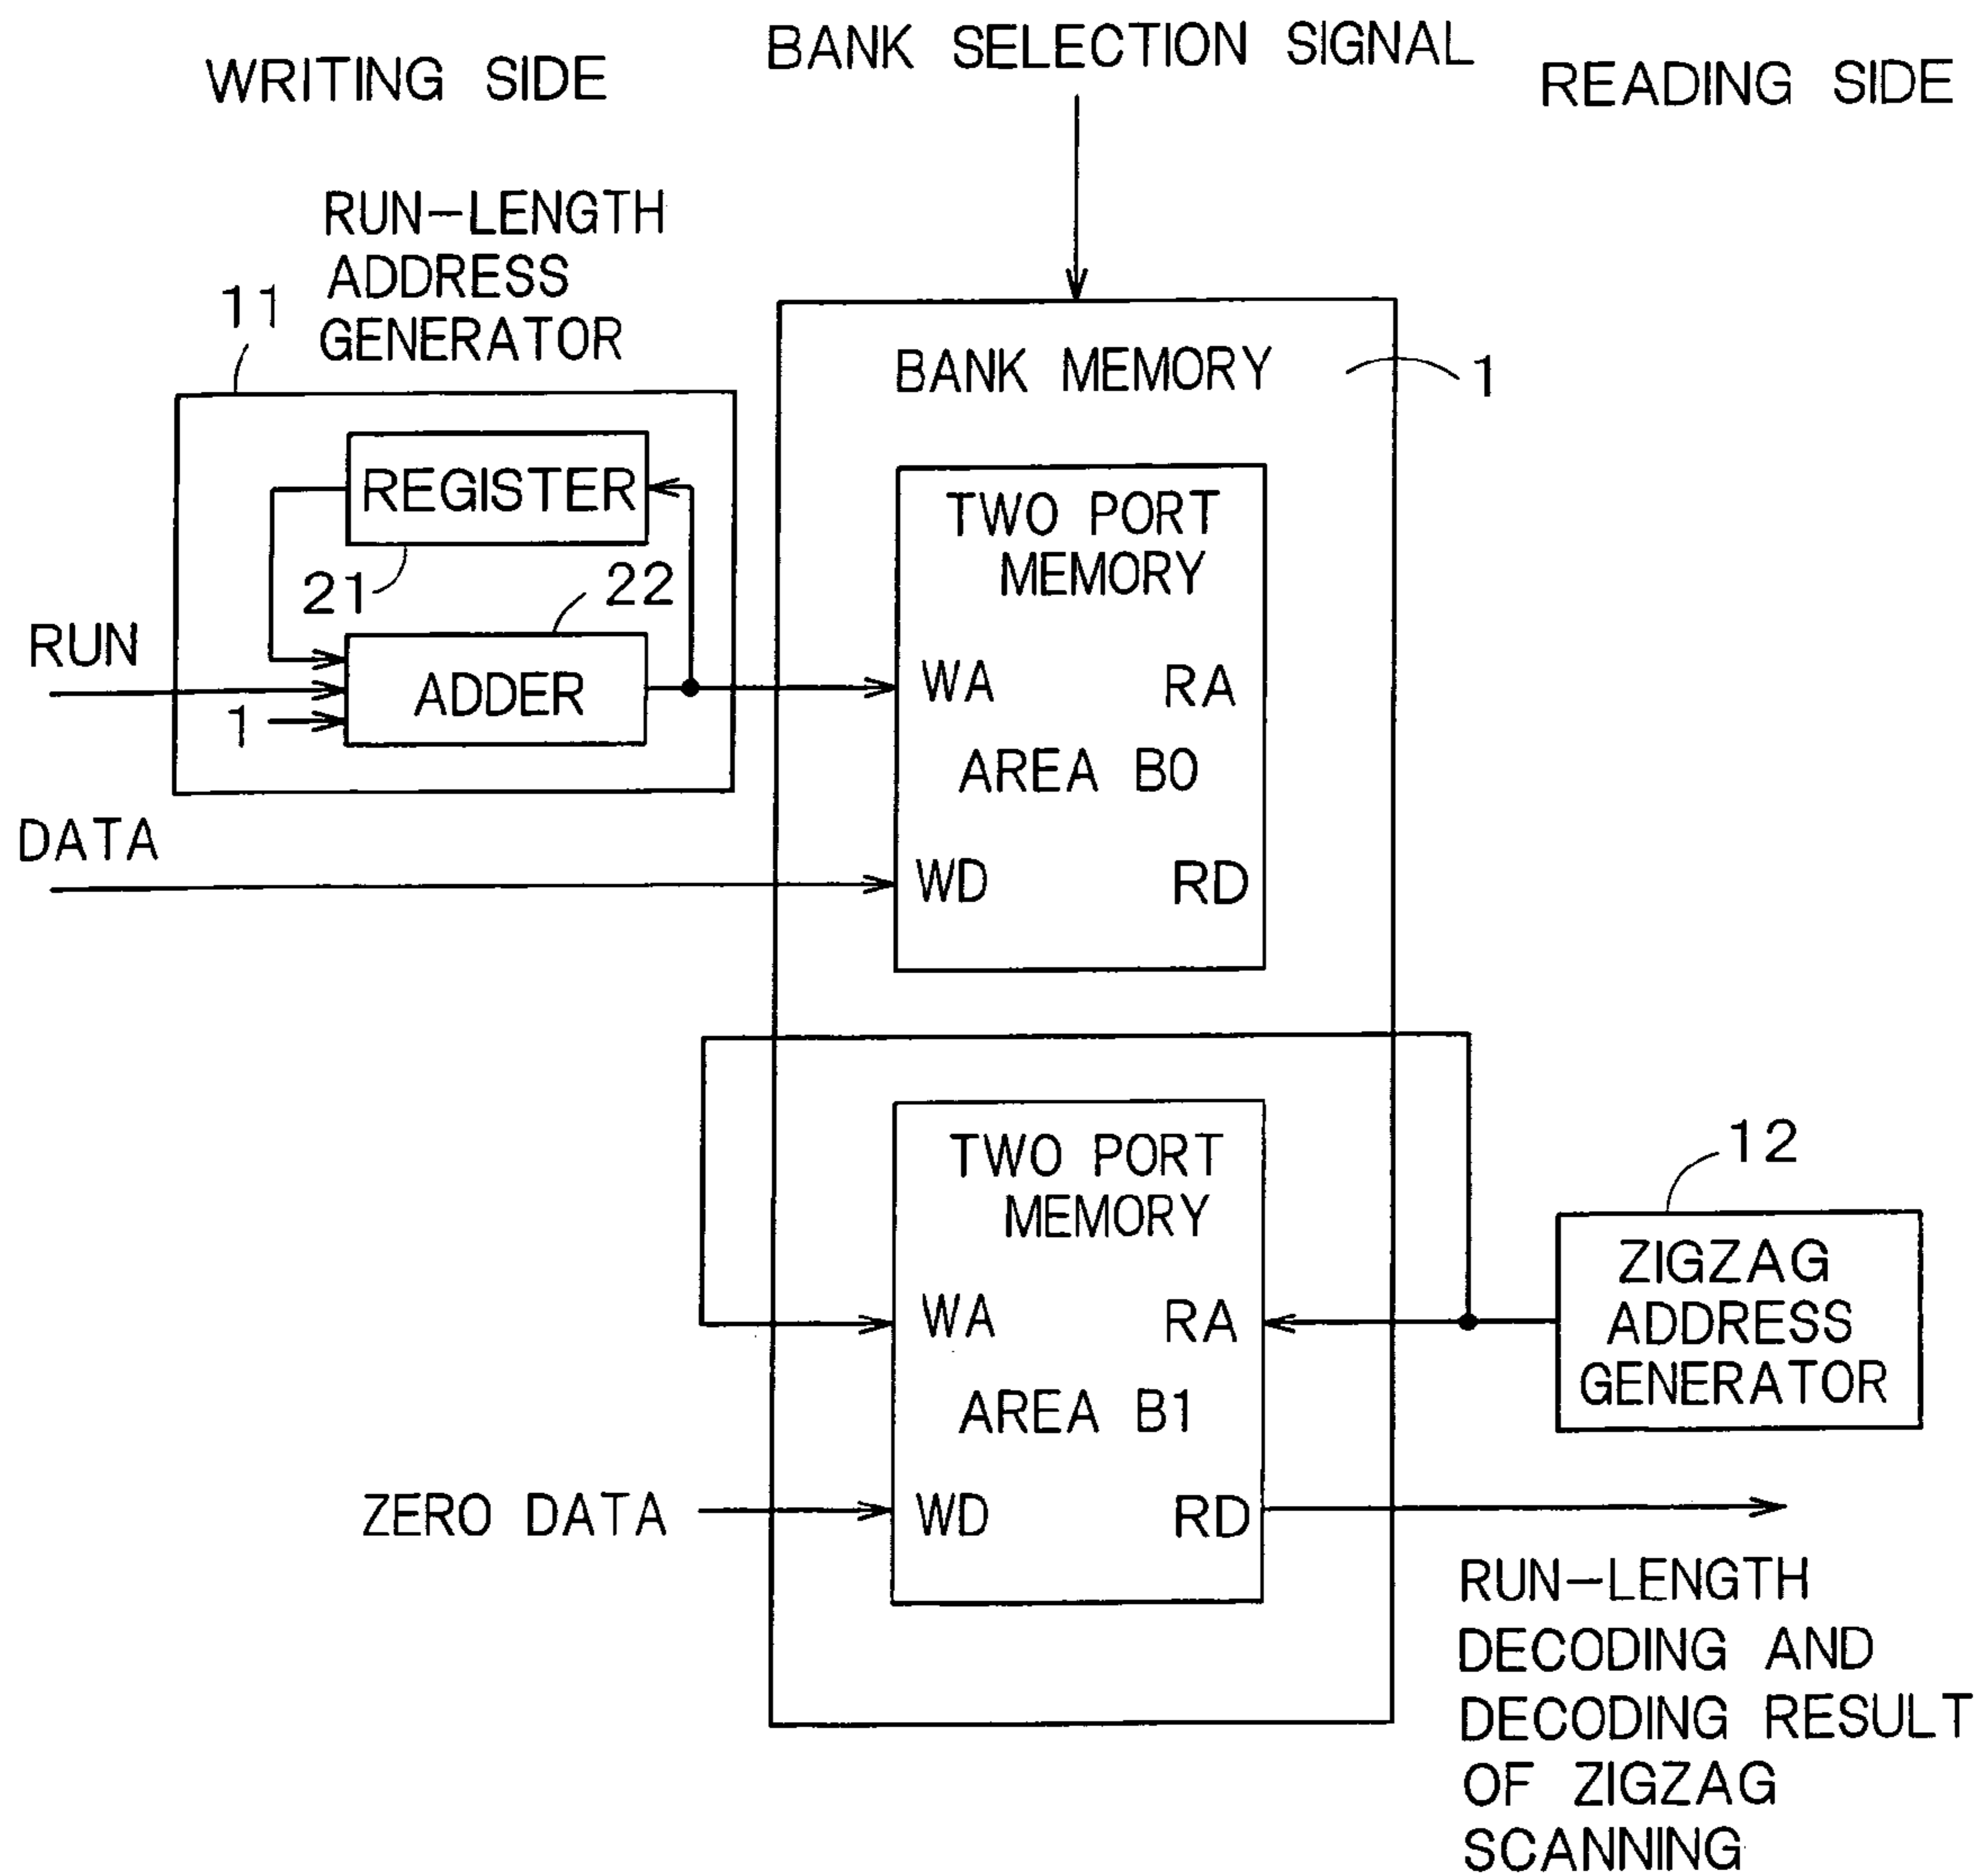 BANK SELECTION SIGNAL
WRITING SIDE
READING SIDE
RUN-LENGTH
ADDRESS
GENERATOR
11
BANK MEMORY
1
REGISTER
21
22
RUN
1
ADDER
DATA
TWO PORT
MEMORY
WA RA
AREA B0
WD RD
TWO PORT
MEMORY
WA RA
AREA B1
WD RD
ZERO DATA
12
ZIGZAG
ADDRESS
GENERATOR
RUN-LENGTH
DECODING AND
DECODING RESULT
OF ZIGZAG
SCANNING